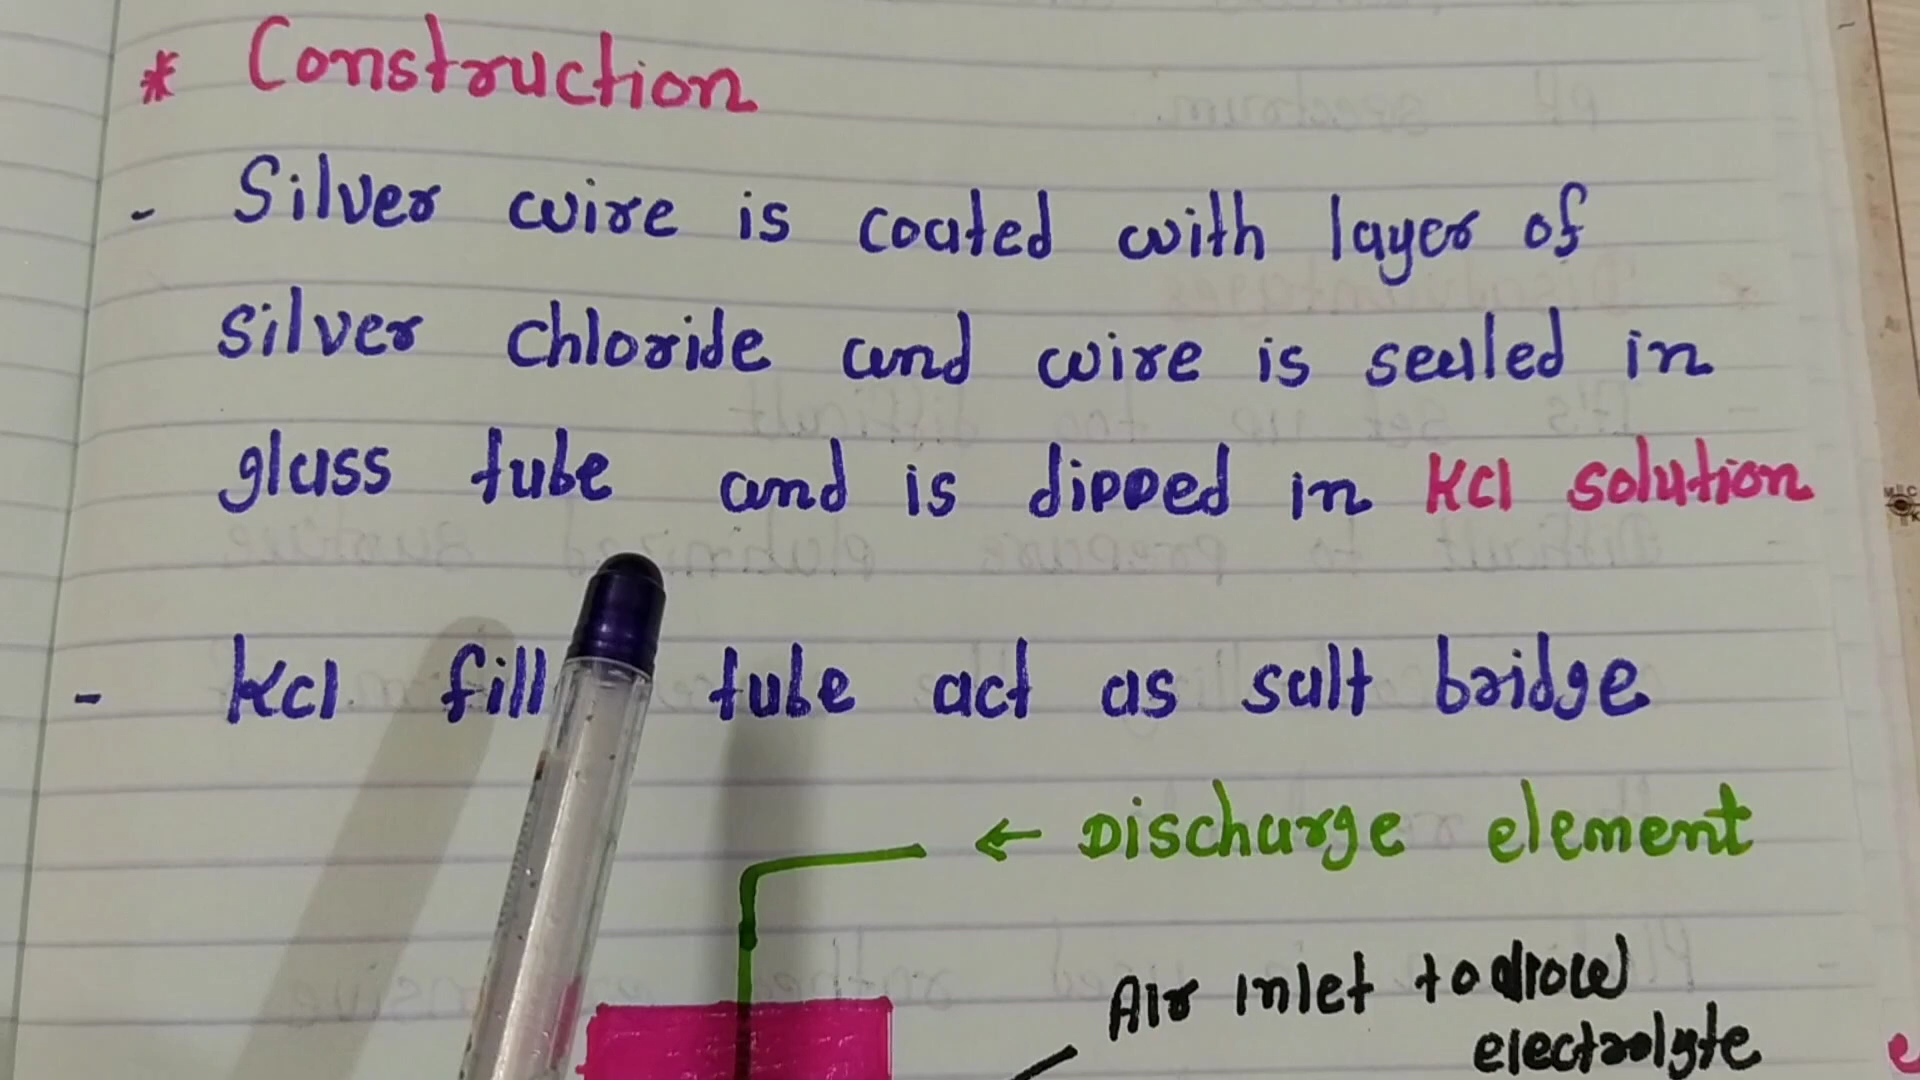 * Construction
- Silver wire is coated with layer of
silver chloride and wire is sealed in
glass tube and is dipped in KCl solution
- KCl fill tube act as salt bridge
← Discharge element
Air inlet to drow
electrolyte